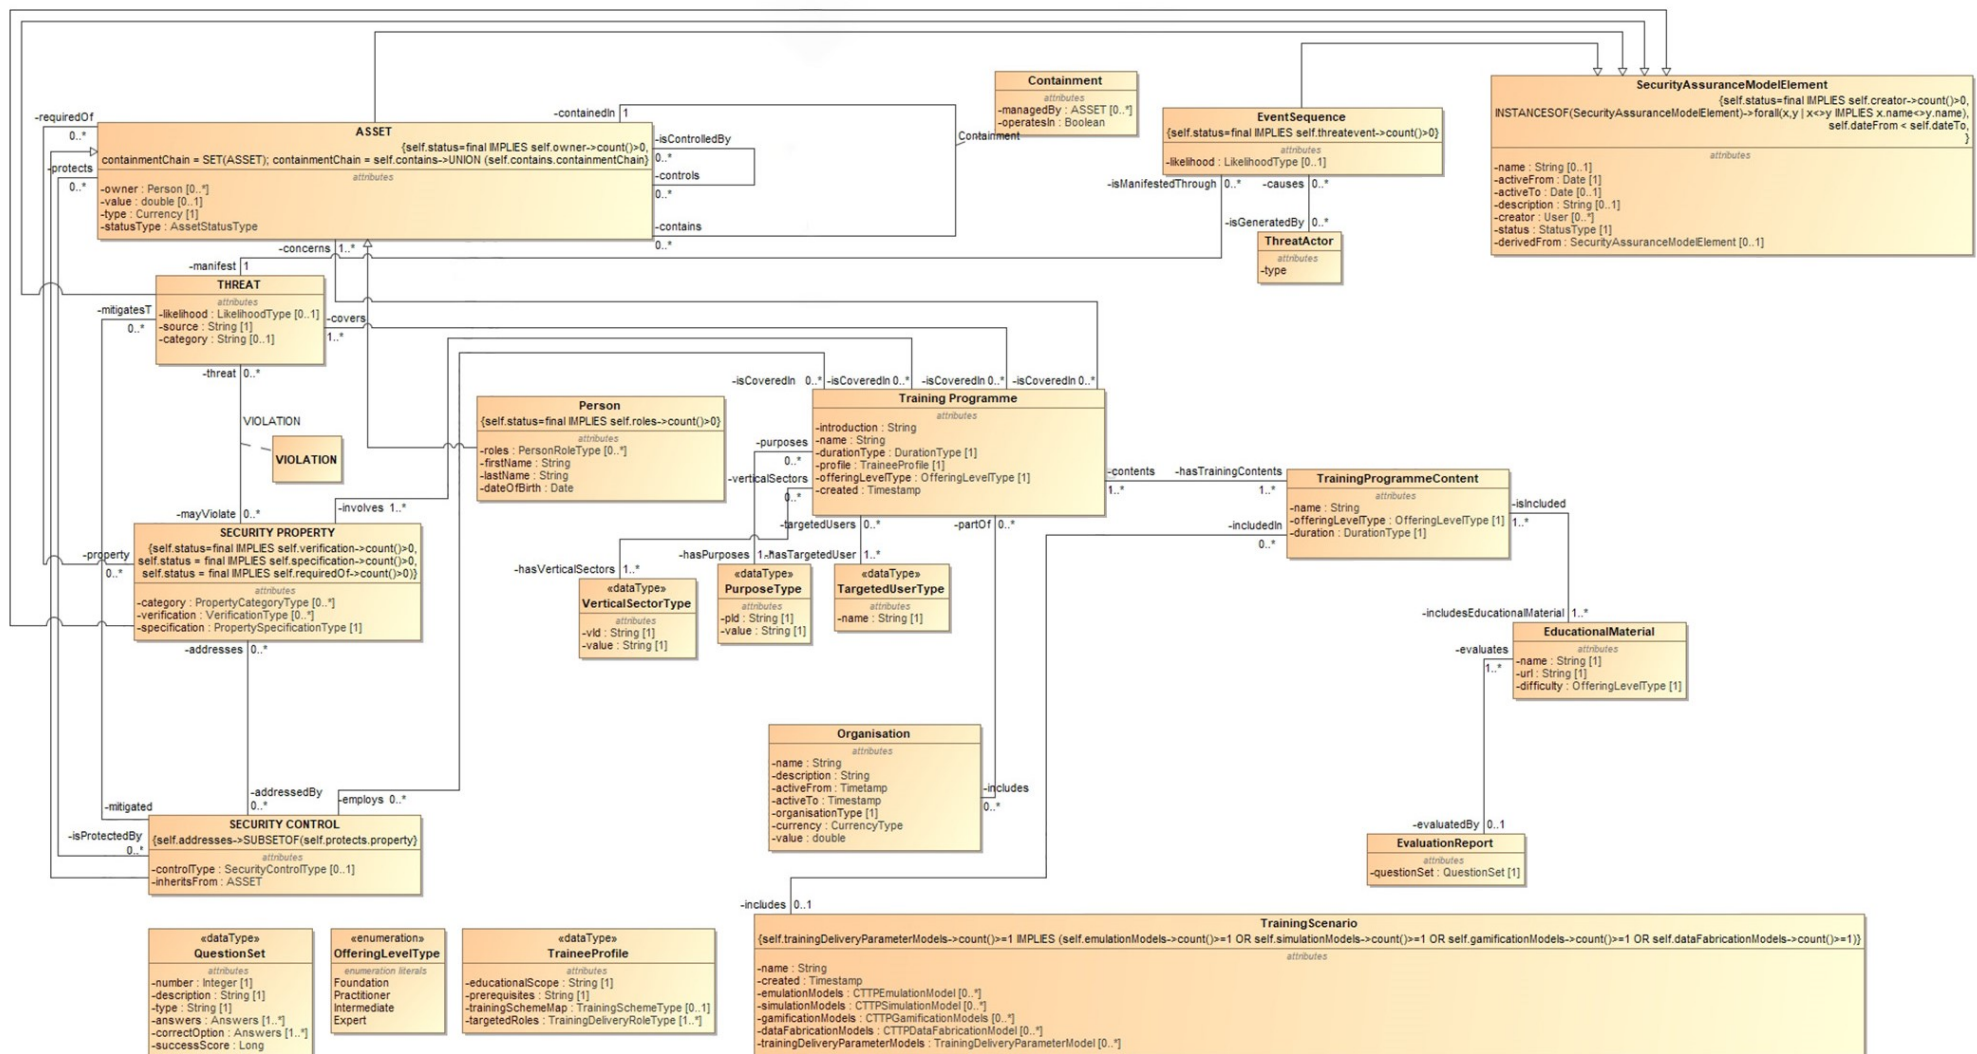 Containment
attributes
-managedBy : ASSET [0..*]
-operatesIn : Boolean
SecurityAssuranceModelElement
{self.status=final IMPLIES self.creator->count()>0,
INSTANCESOF(SecurityAssuranceModelElement)->forall(x,y | x<>y IMPLIES x.name<>y.name),
self.dateFrom < self.dateTo,
}
attributes
-name : String [0..1]
-activeFrom : Date [1]
-activeTo : Date [0..1]
-description : String [0..1]
-creator : User [0..*]
-status : StatusType [1]
-derivedFrom : SecurityAssuranceModelElement [0..1]
EventSequence
{self.status=final IMPLIES self.threatevent->count()>0}
attributes
-likelihood : LikelihoodType [0..1]
-isManifestedThrough
0..*
-causes
0..*
-isGeneratedBy
0..*
ThreatActor
attributes
-type
-requiredOf
0..*
-protects
0..*
-containedIn
1
Containment
-isControlledBy
0..*
-controls
0..*
-contains
0..*
ASSET
{self.status=final IMPLIES self.owner->count()>0,
containmentChain = SET(ASSET); containmentChain = self.contains->UNION (self.contains.containmentChain}
attributes
-owner : Person [0..*]
-value : double [0..1]
-type : Currency [1]
-statusType : AssetStatusType
-concerns
1..*
-manifest
1
THREAT
attributes
-likelihood : LikelihoodType [0..1]
-source : String [1]
-category : String [0..1]
-mitigatesT
0..*
-covers
1..*
-threat
0..*
VIOLATION
VIOLATION
-mayViolate
0..*
-involves 1..*
Person
{self.status=final IMPLIES self.roles->count()>0}
attributes
-roles : PersonRoleType [0..*]
-firstName : String
-lastName : String
-dateOfBirth : Date
-isCoveredIn 0..*
-isCoveredIn 0..*
-isCoveredIn 0..*
-isCoveredIn 0..*
Training Programme
attributes
-introduction : String
-name : String
-durationType : DurationType [1]
-profile : TraineeProfile [1]
-offeringLevelType : OfferingLevelType [1]
-created : Timestamp
-purposes
0..*
-verticalSectors
0..*
-targetedUsers
0..*
-partOf
0..*
-contents
1..*
-hasTrainingContents
1..*
TrainingProgrammeContent
attributes
-name : String
-offeringLevelType : OfferingLevelType [1]
-duration : DurationType [1]
-includedIn
0..*
-isIncluded
1..*
SECURITY PROPERTY
{self.status=final IMPLIES self.verification->count()>0,
self.status = final IMPLIES self.specification->count()>0,
self.status = final IMPLIES self.requiredOf->count()>0)}
attributes
-category : PropertyCategoryType [0..*]
-verification : VerificationType [0..*]
-specification : PropertySpecificationType [1]
-property
0..*
-addresses
0..*
-hasVerticalSectors
1..*
-hasPurposes
1..*
-hasTargetedUser
1..*
«dataType»
VerticalSectorType
attributes
-vId : String [1]
-value : String [1]
«dataType»
PurposeType
attributes
-pId : String [1]
-value : String [1]
«dataType»
TargetedUserType
attributes
-name : String [1]
-includesEducationalMaterial
1..*
EducationalMaterial
attributes
-name : String [1]
-url : String [1]
-difficulty : OfferingLevelType [1]
-evaluates
1..*
-evaluatedBy
0..1
EvaluationReport
attributes
-questionSet : QuestionSet [1]
Organisation
attributes
-name : String
-description : String
-activeFrom : Timetamp
-activeTo : Timestamp
-organisationType [1]
-currency : CurrencyType
-value : double
-includes
0..*
-addressedBy
0..*
-employs 0..*
-mitigated
-isProtectedBy
0..*
SECURITY CONTROL
{self.addresses->SUBSETOF(self.protects.property}
attributes
-controlType : SecurityControlType [0..1]
-inheritsFrom : ASSET
-includes
0..1
TrainingScenario
{self.trainingDeliveryParameterModels->count()>=1 IMPLIES (self.emulationModels->count()>=1 OR self.simulationModels->count()>=1 OR self.gamificationModels->count()>=1 OR self.dataFabricationModels->count()>=1)}
attributes
-name : String
-created : Timestamp
-emulationModels : CTTPEmulationModel [0..*]
-simulationModels : CTTPSimulationModel [0..*]
-gamificationModels : CTTPGamificationModels [0..*]
-dataFabricationModels : CTTPDataFabricationModel [0..*]
-trainingDeliveryParameterModels : TrainingDeliveryParameterModel [0..*]
«dataType»
QuestionSet
attributes
-number : Integer [1]
-description : String [1]
-type : String [1]
-answers : Answers [1..*]
-correctOption : Answers [1..*]
-successScore : Long
«enumeration»
OfferingLevelType
enumeration literals
Foundation
Practitioner
Intermediate
Expert
«dataType»
TraineeProfile
attributes
-educationalScope : String [1]
-prerequisites : String [1]
-trainingSchemeMap : TrainingSchemeType [0..1]
-targetedRoles : TrainingDeliveryRoleType [1..*]